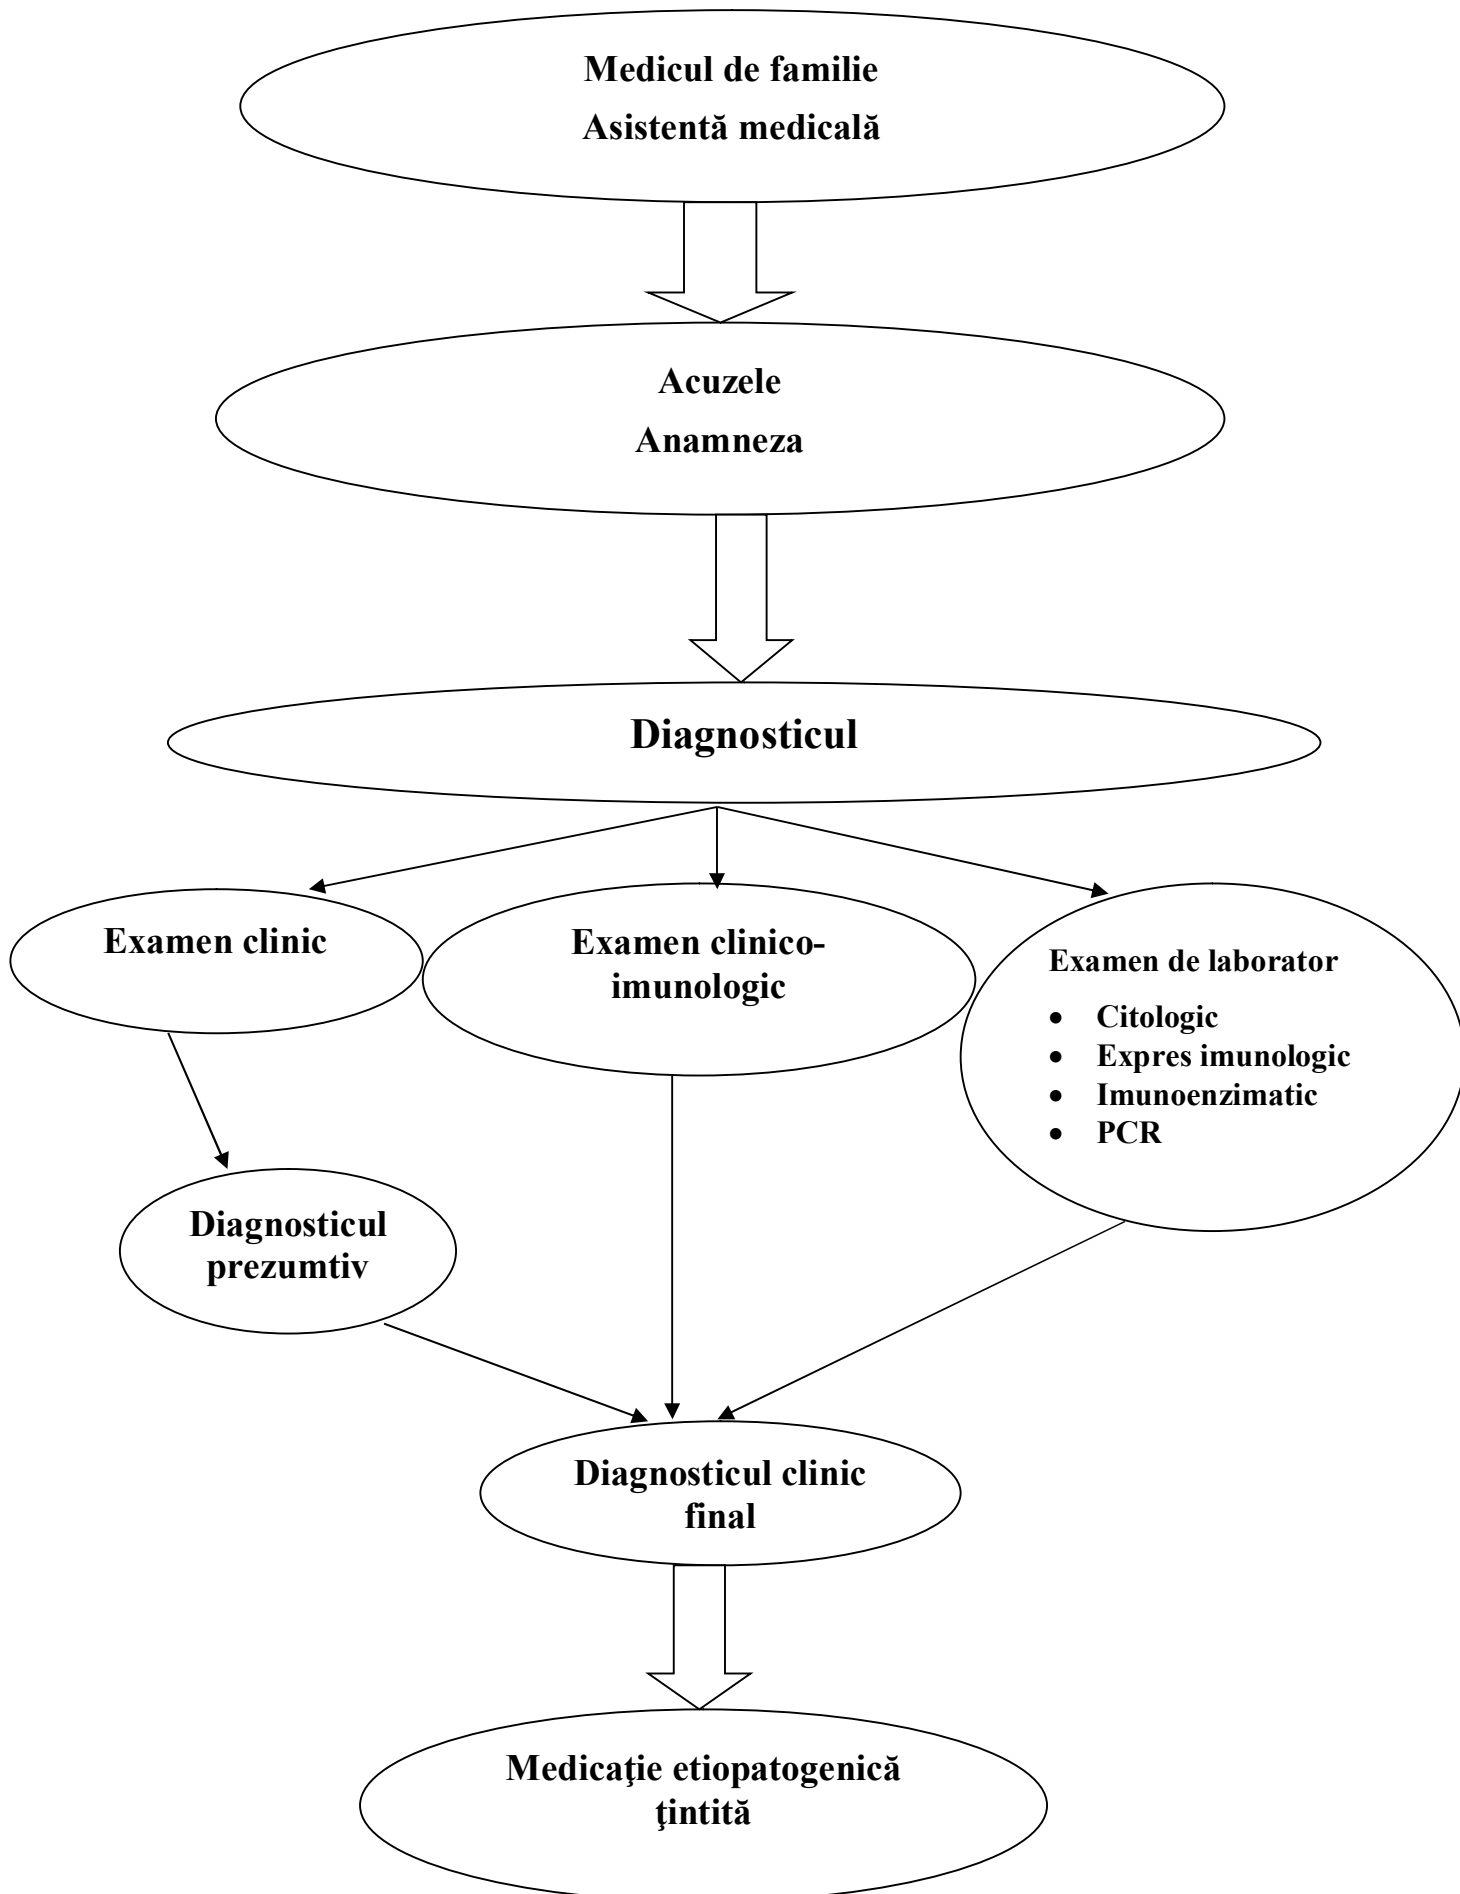 Medicul de familie
Asistentă medicală
Acuzele
Anamneza
Diagnosticul
Examen clinic
Examen clinico-
imunologic
Examen de laborator
• Citologic
• Expres imunologic
• Imunoenzimatic
• PCR
Diagnosticul
prezumtiv
Diagnosticul clinic
final
Medicaţie etiopatogenică
ţintită